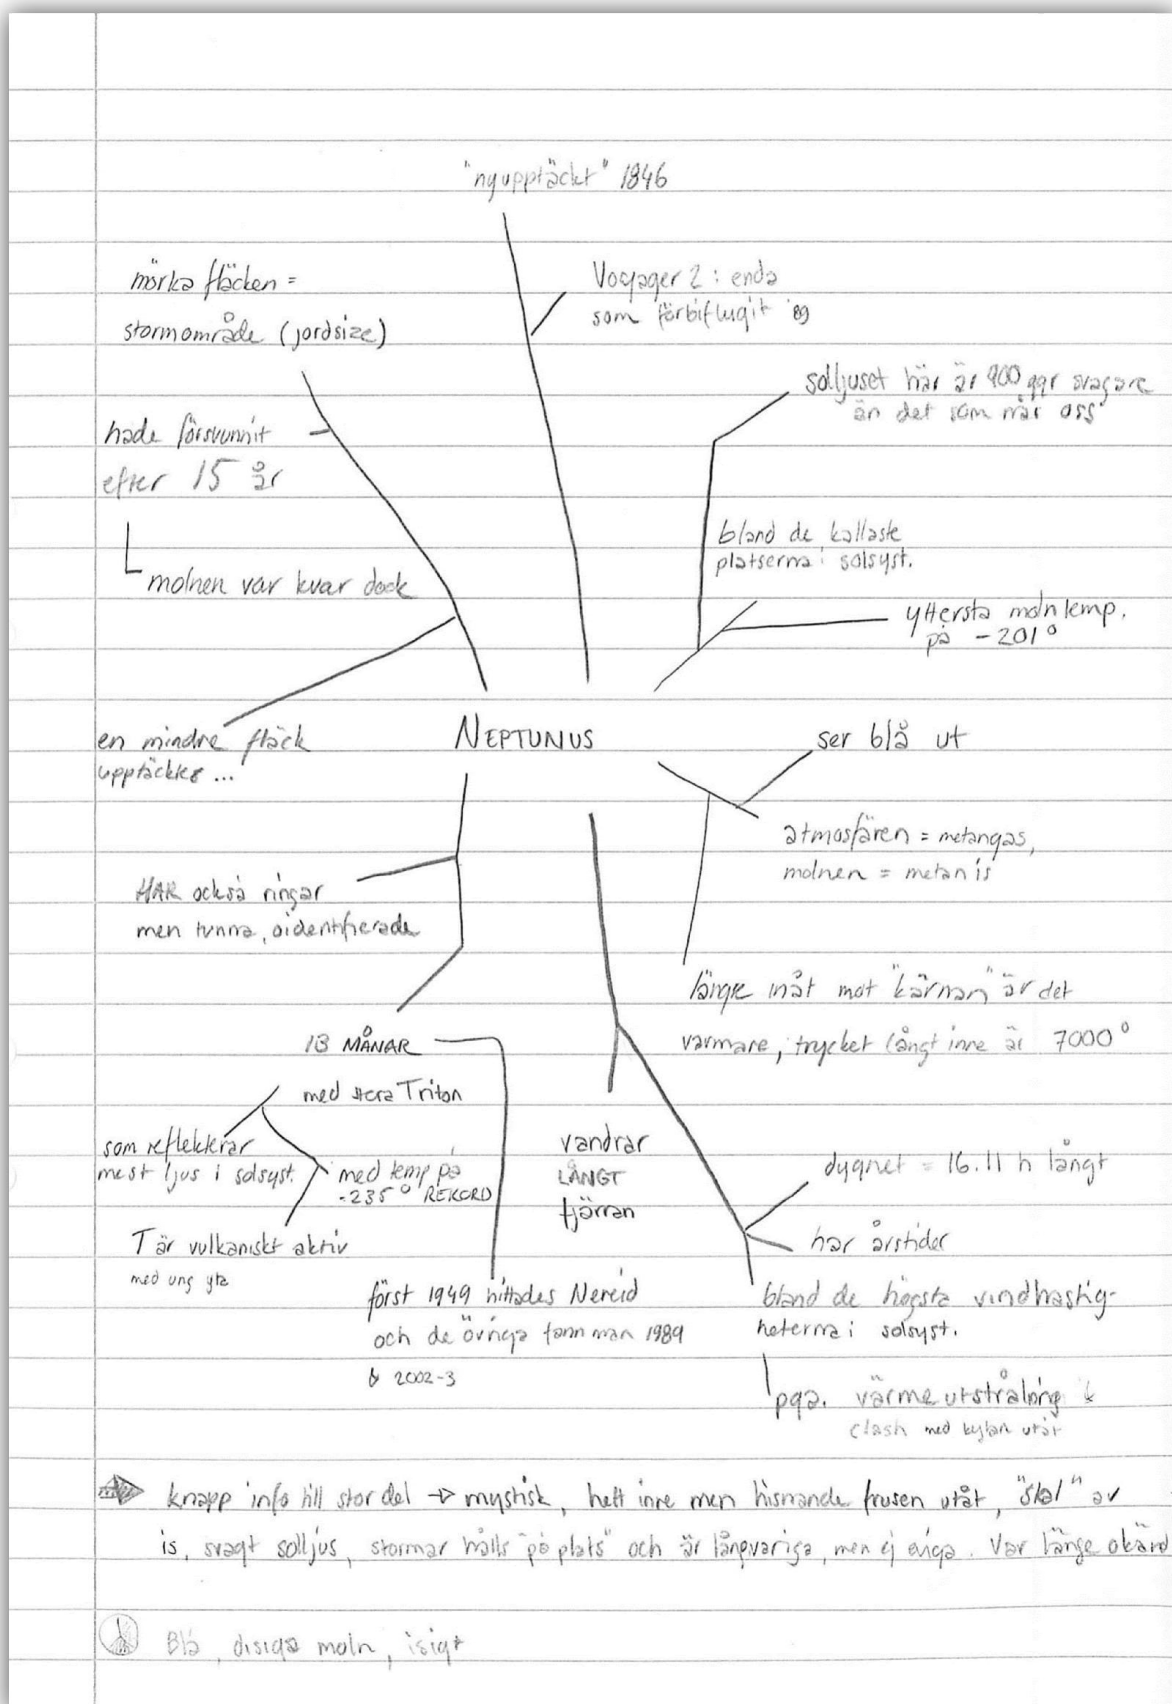 "nyupptäckt" 1846
mörka fläcken =
stormområde (jordsize)
Voyager 2 : enda
som förbiflugit '89
solljuset här är 900 ggr svagare
än det som når oss
hade försvunnit
efter 15 år
molnen var kvar dock
bland de kallaste
platserna i solsyst.
yttersta molntemp.
på -201°
en mindre fläck
upptäcktes ...
NEPTUNUS
ser blå ut
atmosfären = metangas,
molnen = metanis
HAR också ringar
men tunna, oidentifierade
längre inåt mot "kärnan" är det
varmare, trycket långt inne är 7000°
13 MÅNAR
med stora Triton
som reflekterar
mest ljus i solsyst.
med temp på
-235° REKORD
T är vulkaniskt aktiv
med ung yta
vandrar
LÅNGT
fjärran
dygnet = 16.11 h långt
har årstider
först 1949 hittades Nereid
och de övriga fann man 1989
& 2002-3
bland de högsta vindhastig-
heterna i solsyst.
pga. värmeutstrålning &
clash med kylan utåt
knapp info till stor del → mystisk, hett inre men hisnande frusen utåt, "skal" av
is, svagt solljus, stormar hålls "på plats" och är långvariga, men ej eviga. Var länge okänd
Blå, disiga moln, isigt